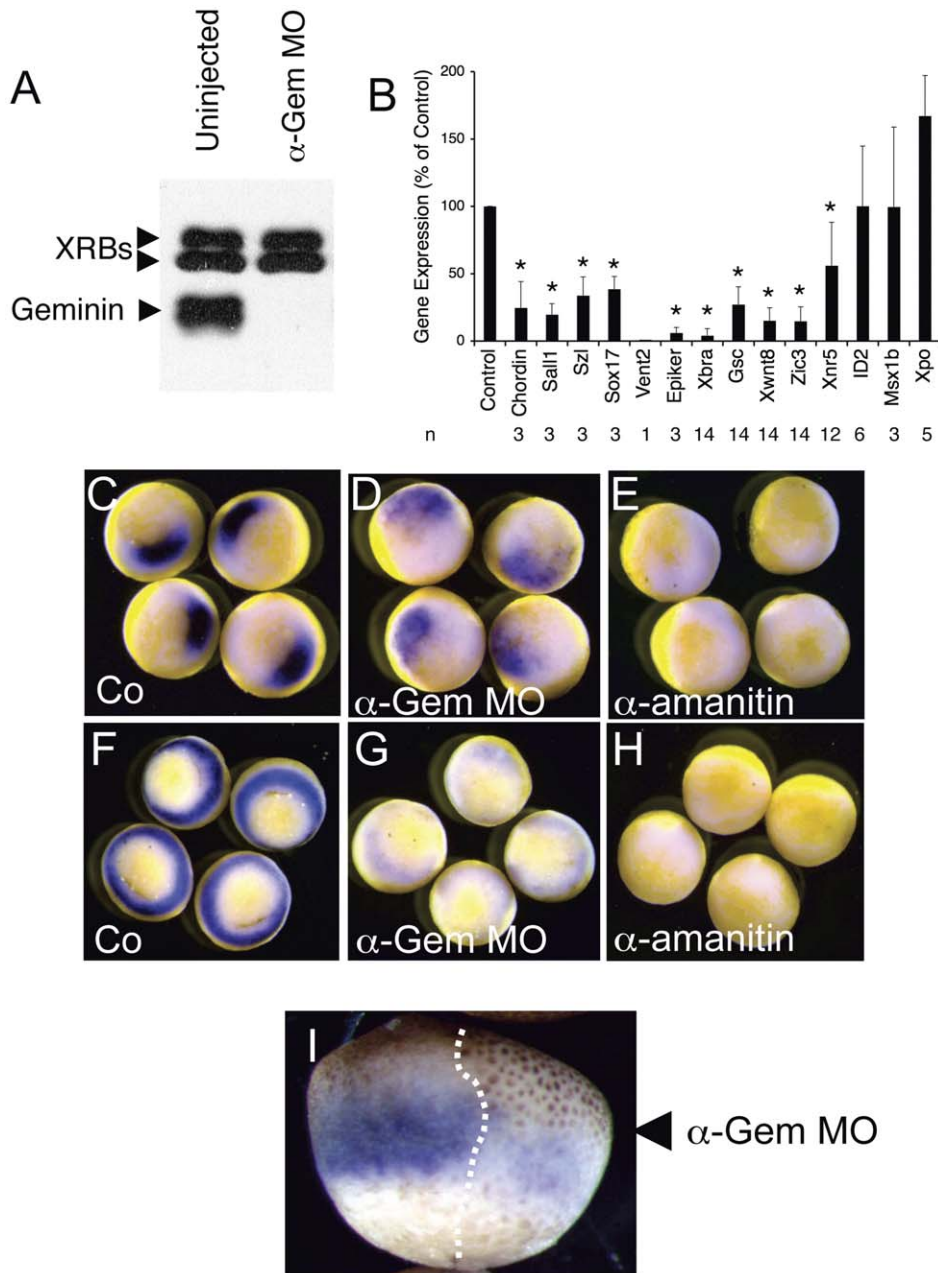 A
Uninjected
α-Gem MO
XRBs
Geminin
B
Gene Expression (% of Control)
200
150
100
50
0
* * * * * * * * * * *
Control Chordin Sall1 Szl Sox17 Vent2 Epiker Xbra Gsc Xwnt8 Zic3 Xnr5 ID2 Msx1b Xpo
n 3 3 3 3 1 3 14 14 14 14 12 6 3 5
C
Co
D
α-Gem MO
E
α-amanitin
F
Co
G
α-Gem MO
H
α-amanitin
I
α-Gem MO